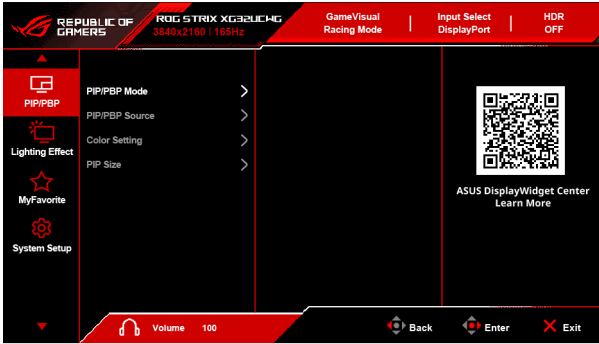 REPUBLIC OF
GAMERS
ROG STRIX XG32UCWG
3840x2160 | 165Hz
GameVisual
Racing Mode
Input Select
DisplayPort
HDR
OFF
PIP/PBP
Lighting Effect
MyFavorite
System Setup
PIP/PBP Mode
PIP/PBP Source
Color Setting
PIP Size
ASUS DisplayWidget Center
Learn More
Volume 100
Back
Enter
Exit